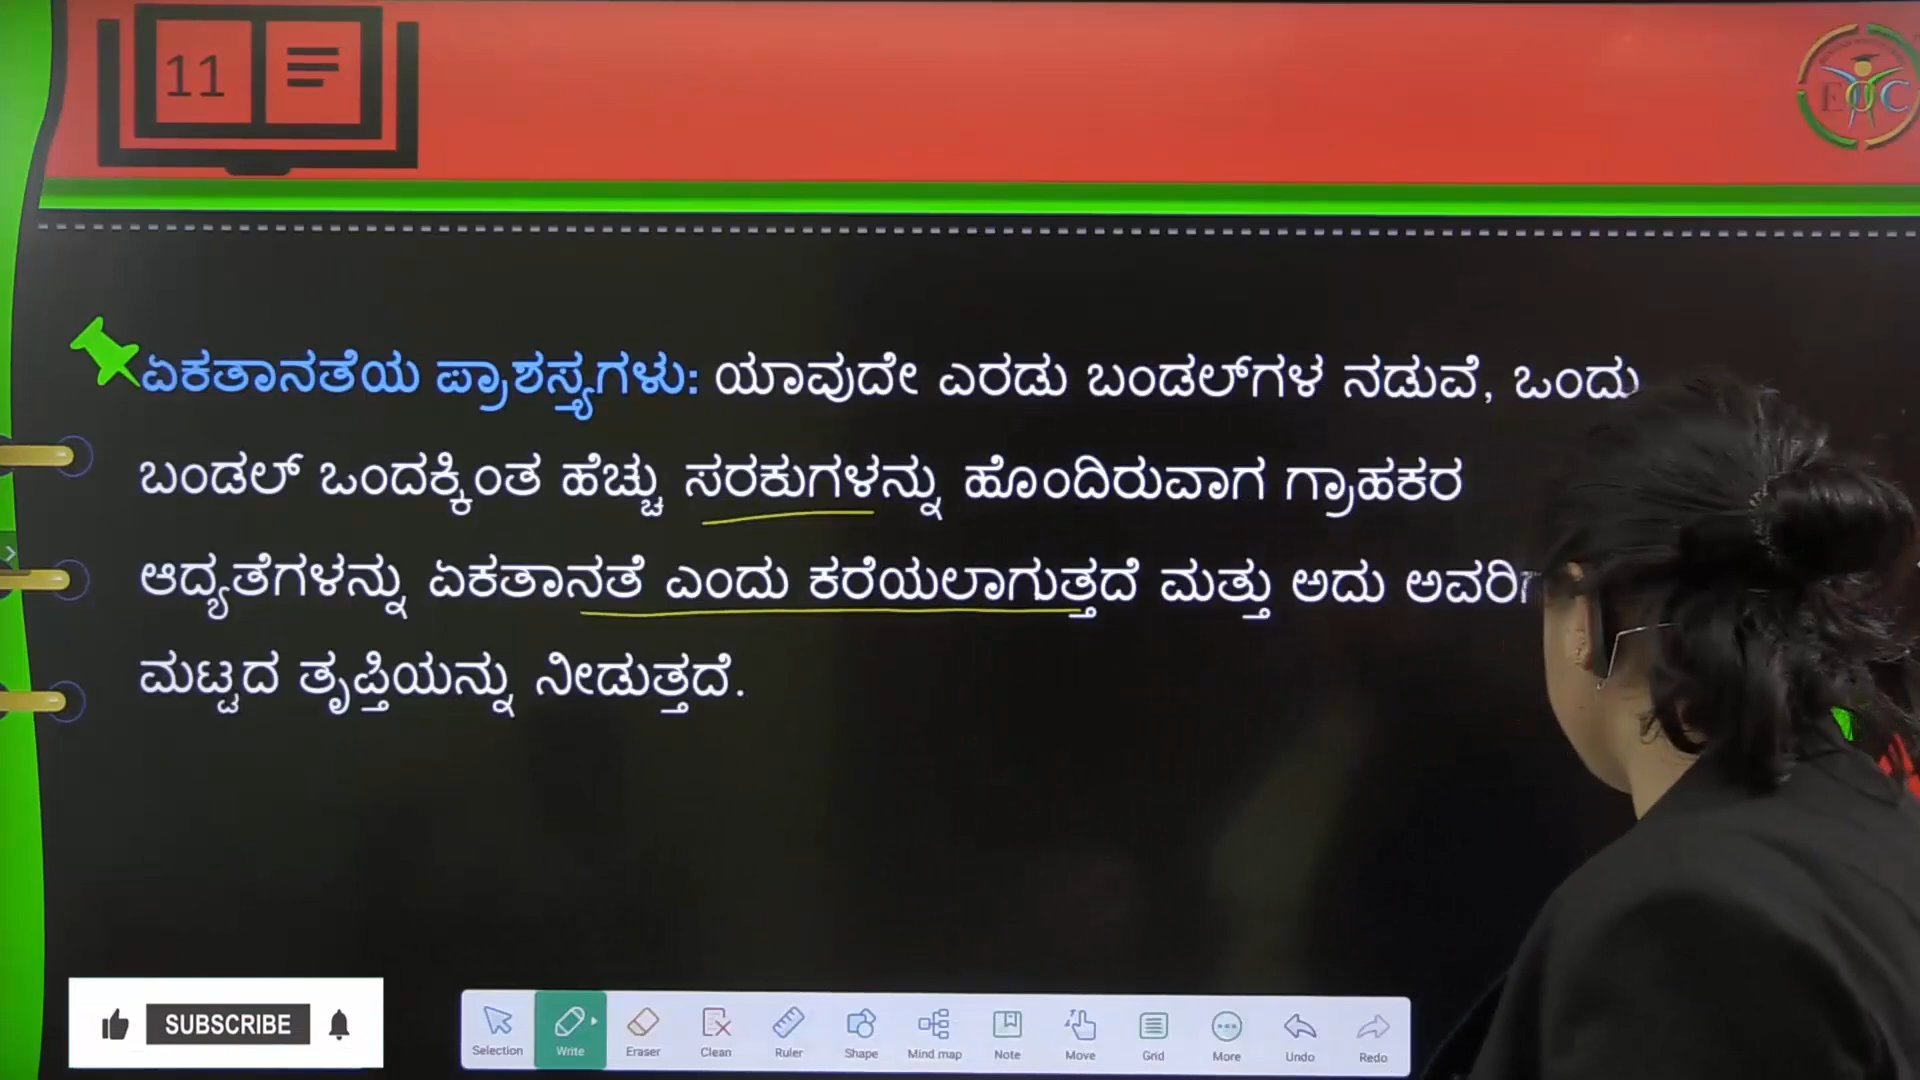 11
EOC
ಏಕತಾನತೆಯ ಪ್ರಾಶಸ್ತ್ಯಗಳು: ಯಾವುದೇ ಎರಡು ಬಂಡಲ್‌ಗಳ ನಡುವೆ, ಒಂದು
ಬಂಡಲ್ ಒಂದಕ್ಕಿಂತ ಹೆಚ್ಚು ಸರಕುಗಳನ್ನು ಹೊಂದಿರುವಾಗ ಗ್ರಾಹಕರ
ಆದ್ಯತೆಗಳನ್ನು ಏಕತಾನತೆ ಎಂದು ಕರೆಯಲಾಗುತ್ತದೆ ಮತ್ತು ಅದು
ಮಟ್ಟದ ತೃಪ್ತಿಯನ್ನು ನೀಡುತ್ತದೆ.
SUBSCRIBE
Selection Write Eraser Clean Ruler Shape Mind map Note Move Grid More Undo Redo